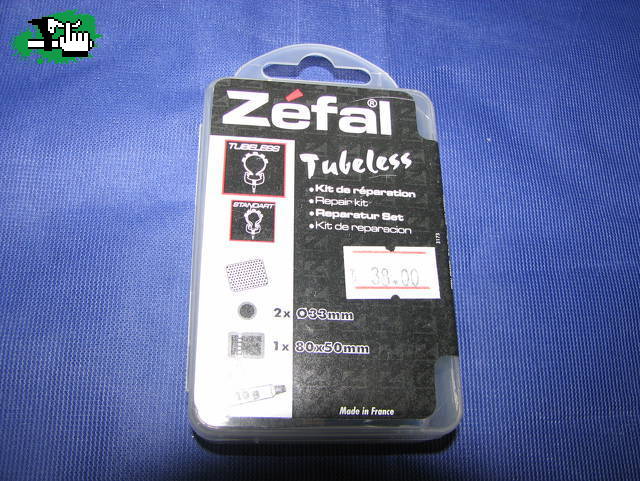 Zéfal®
TUBELESS
Tubeless
• Kit de réparation
• Repair kit
• Reparatur Set
• Kit de reparacion
STANDART
38.00
2x Ø33mm
1x 80x50mm
10 g
Made in France